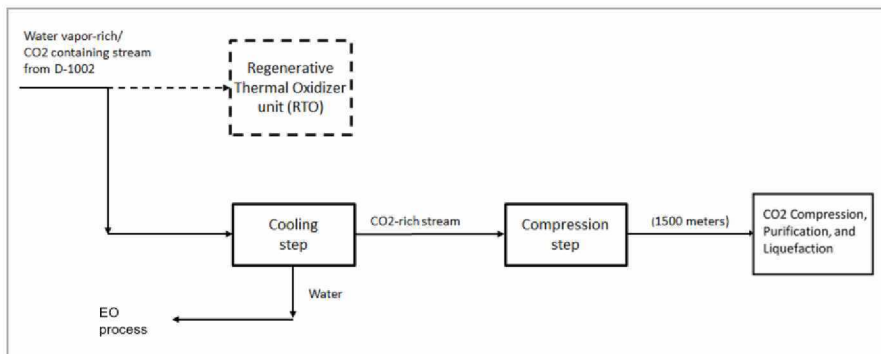 Water vapor-rich/
CO2 containing stream
from D-1002
Regenerative
Thermal Oxidizer
unit (RTO)
Cooling
step
CO2-rich stream
Compression
step
(1500 meters)
CO2 Compression,
Purification, and
Liquefaction
Water
EO
process